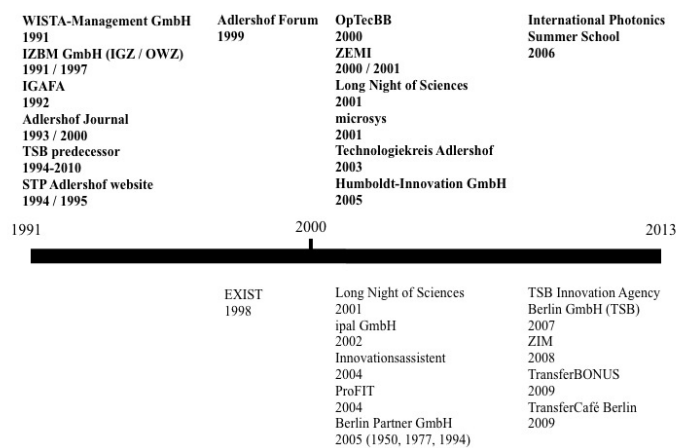 WISTA-Management GmbH
1991
IZBM GmbH (IGZ / OWZ)
1991 / 1997
IGAFA
1992
Adlershof Journal
1993 / 2000
TSB predecessor
1994-2010
STP Adlershof website
1994 / 1995
Adlershof Forum
1999
OpTecBB
2000
ZEMI
2000 / 2001
Long Night of Sciences
2001
microsys
2001
Technologiekreis Adlershof
2003
Humboldt-Innovation GmbH
2005
International Photonics
Summer School
2006
1991
2000
2013
EXIST
1998
Long Night of Sciences
2001
ipal GmbH
2002
Innovationsassistent
2004
ProFIT
2004
Berlin Partner GmbH
2005 (1950, 1977, 1994)
TSB Innovation Agency
Berlin GmbH (TSB)
2007
ZIM
2008
TransferBONUS
2009
TransferCafé Berlin
2009